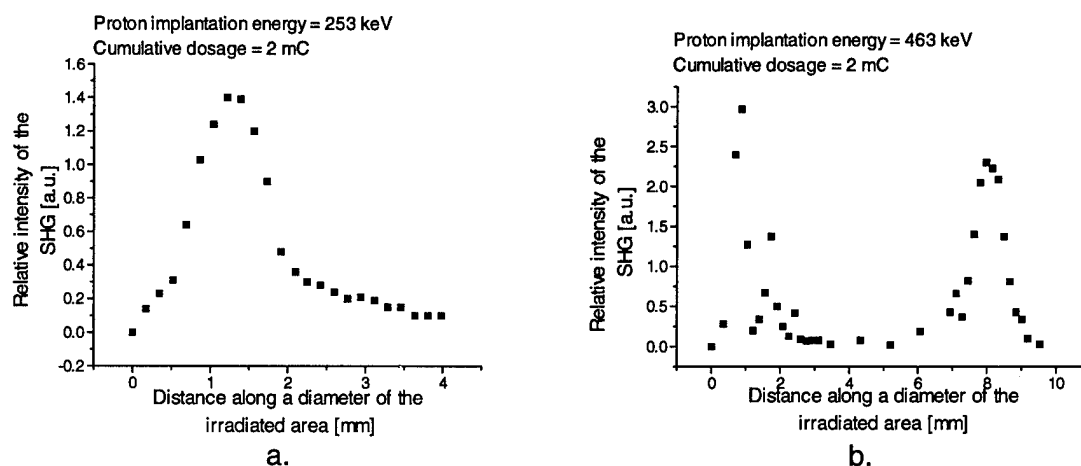 Proton implantation energy = 253 keV
Cumulative dosage = 2 mC
1.6
1.4
1.2
1.0
0.8
0.6
0.4
0.2
0.0
-0.2
Relative intensity of the
SHG [a.u.]
0 1 2 3 4
Distance along a diameter of the
irradiated area [mm]
a.
Proton implantation energy = 463 keV
Cumulative dosage = 2 mC
3.0
2.5
2.0
1.5
1.0
0.5
0.0
Relative intensity of the
SHG [a.u.]
0 2 4 6 8 10
Distance along a diameter of the
irradiated area [mm]
b.